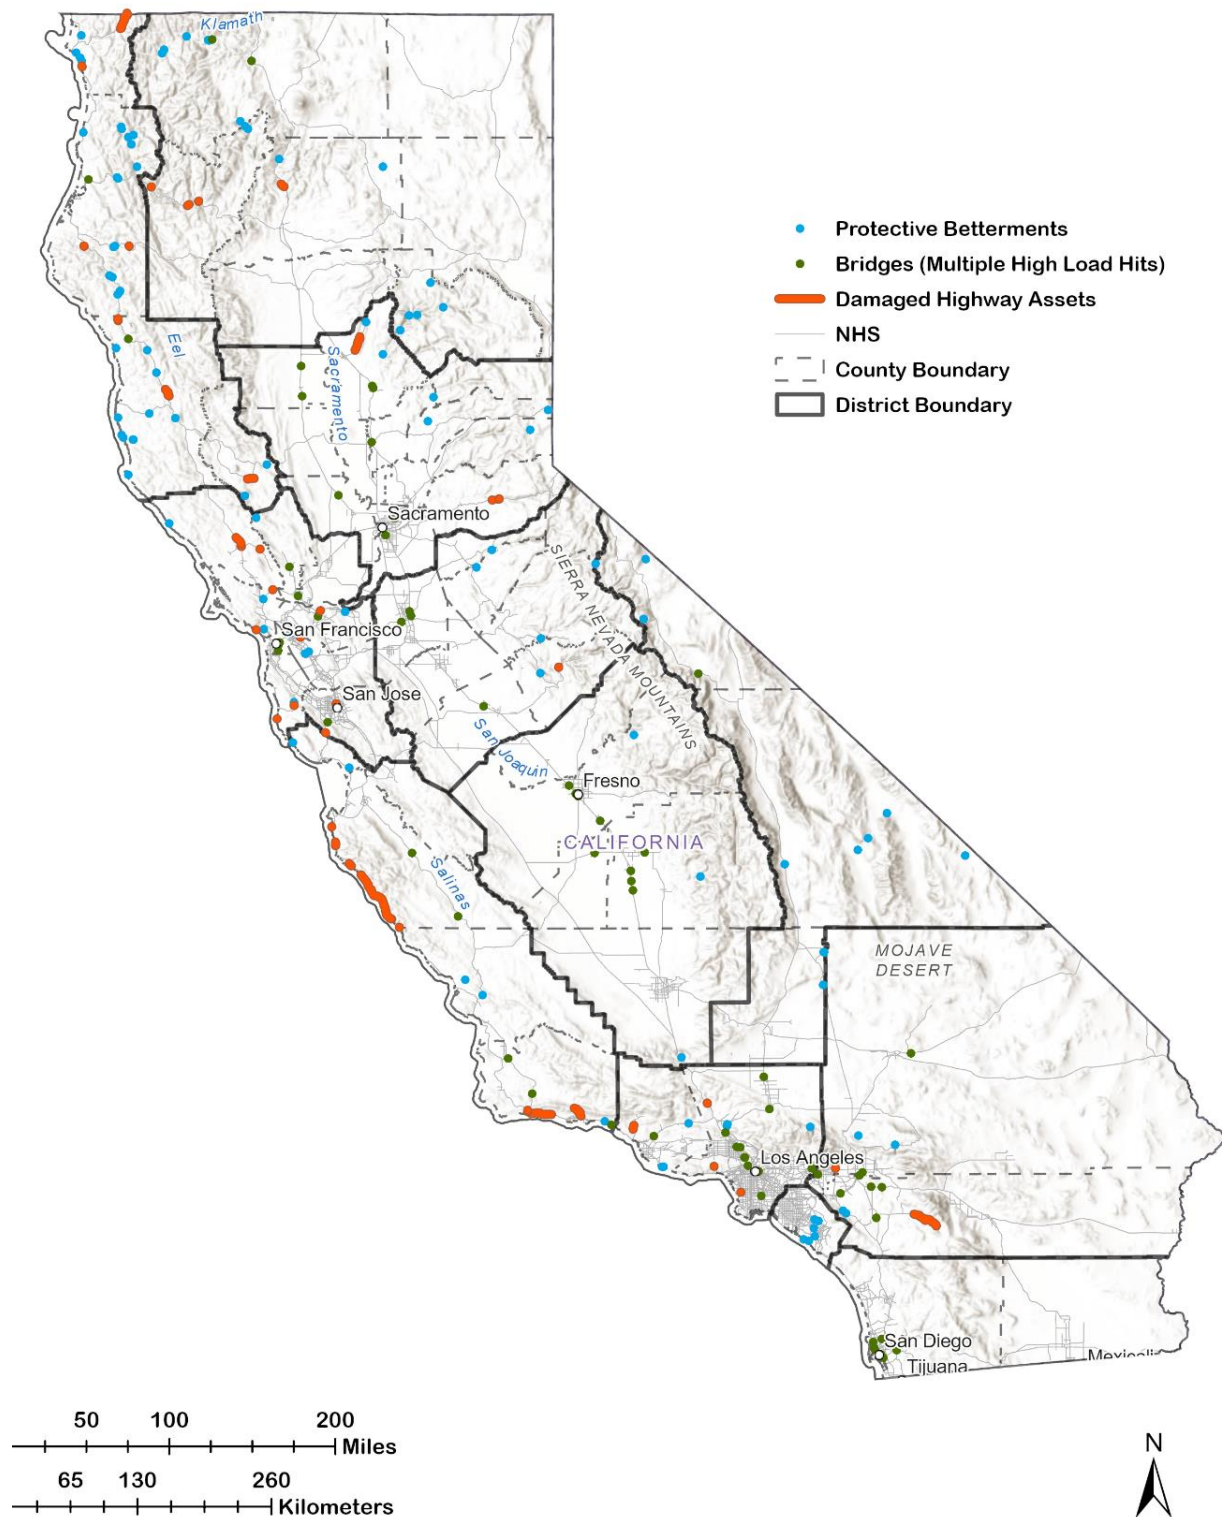 Klamath
Protective Betterments
Bridges (Multiple High Load Hits)
Damaged Highway Assets
NHS
County Boundary
District Boundary
Eel
Sacramento
Sacramento
SIERRA NEVADA MOUNTAINS
San Francisco
San Jose
San Joaquin
Fresno
CALIFORNIA
Salinas
MOJAVE
DESERT
Los Angeles
San Diego
Tijuana
50 100 200
Miles
65 130 260
Kilometers
N